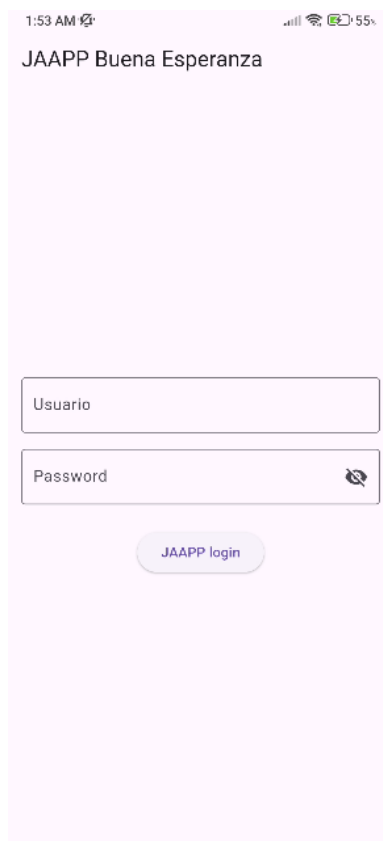 1:53 AM
55%
JAAPP Buena Esperanza
Usuario
Password
JAAPP login